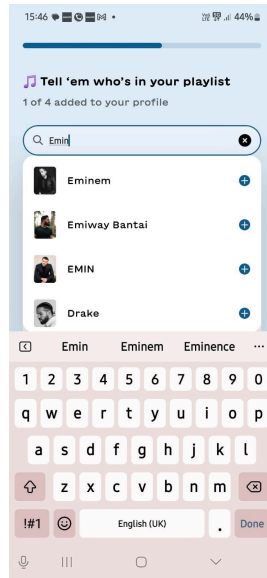 15:46
44%
Tell ‘em who’s in your playlist
1 of 4 added to your profile
Emin
Eminem
Emiway Bantai
EMIN
Drake
Emin Eminem Eminence ...
1 2 3 4 5 6 7 8 9 0
q w e r t y u i o p
a s d f g h j k l
z x c v b n m
!#1 English (UK) . Done